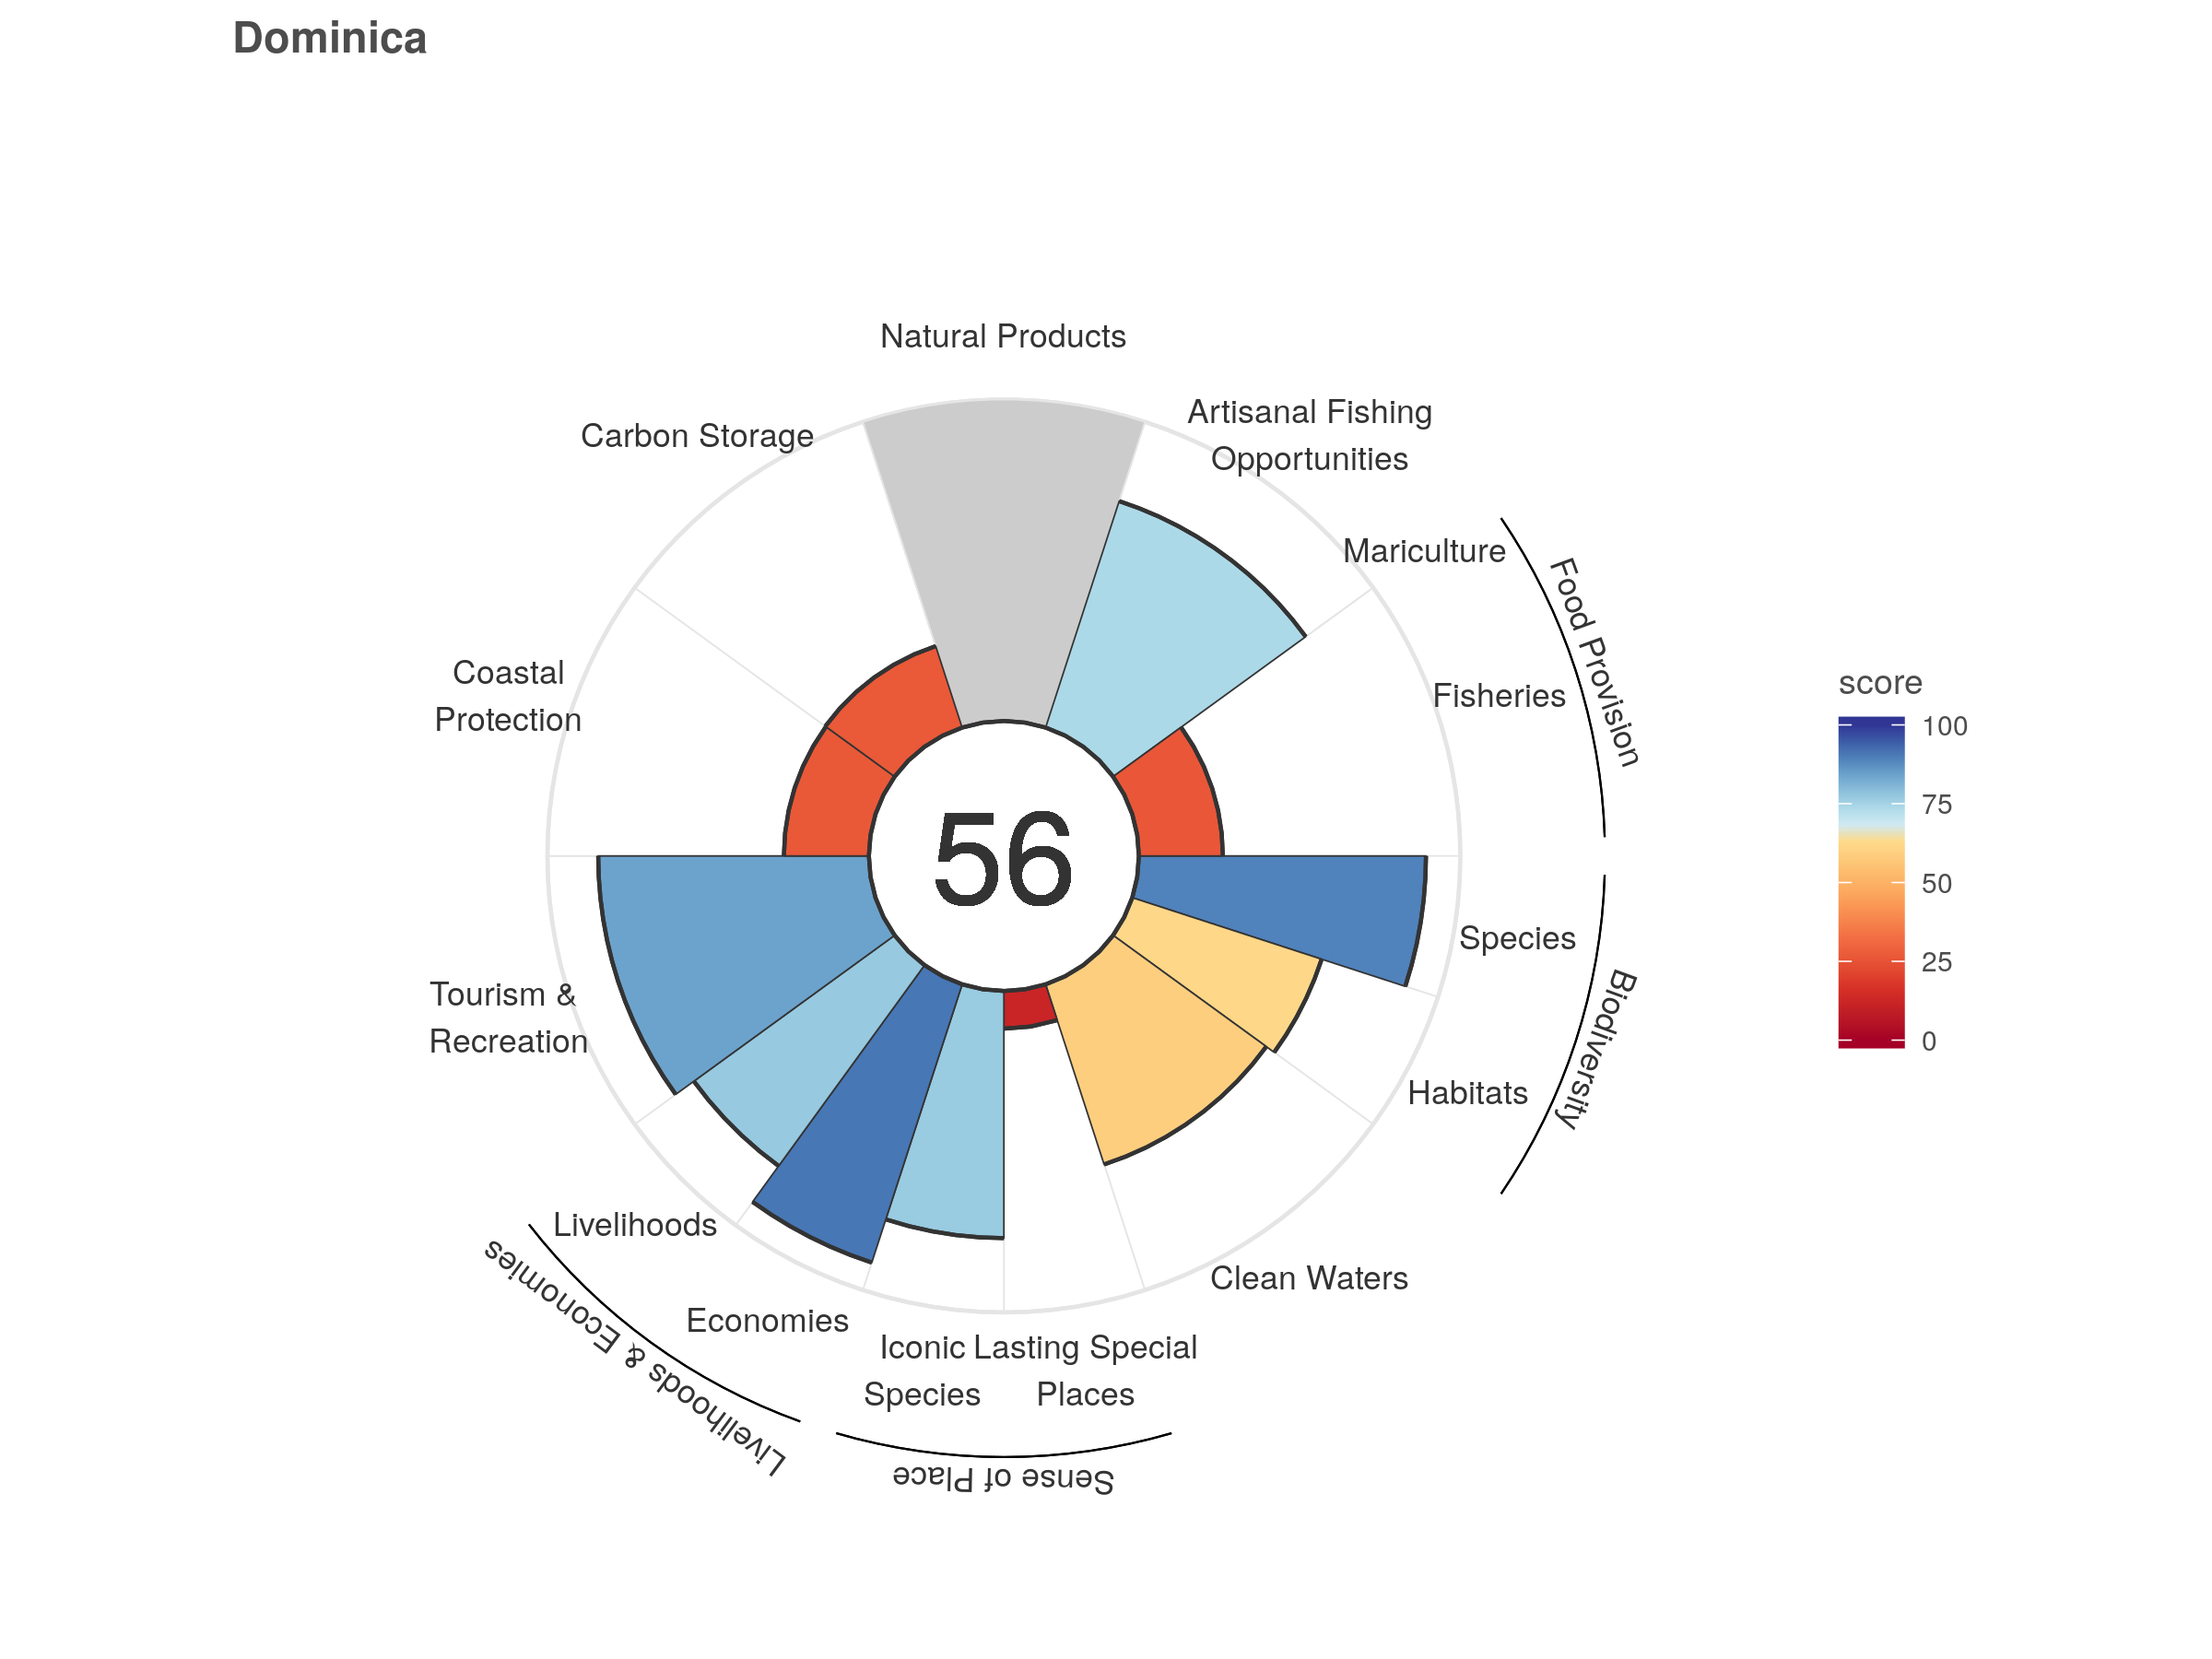 Dominica
Natural Products
Artisanal Fishing
Opportunities
Carbon Storage
Mariculture
Food Provision
Coastal
Protection
Fisheries
score
100
75
50
25
0
56
Species
Biodiversity
Tourism &
Recreation
Habitats
Livelihoods
Livelihoods & Economies
Clean Waters
Economies
Iconic
Species
Lasting Special
Places
Sense of Place